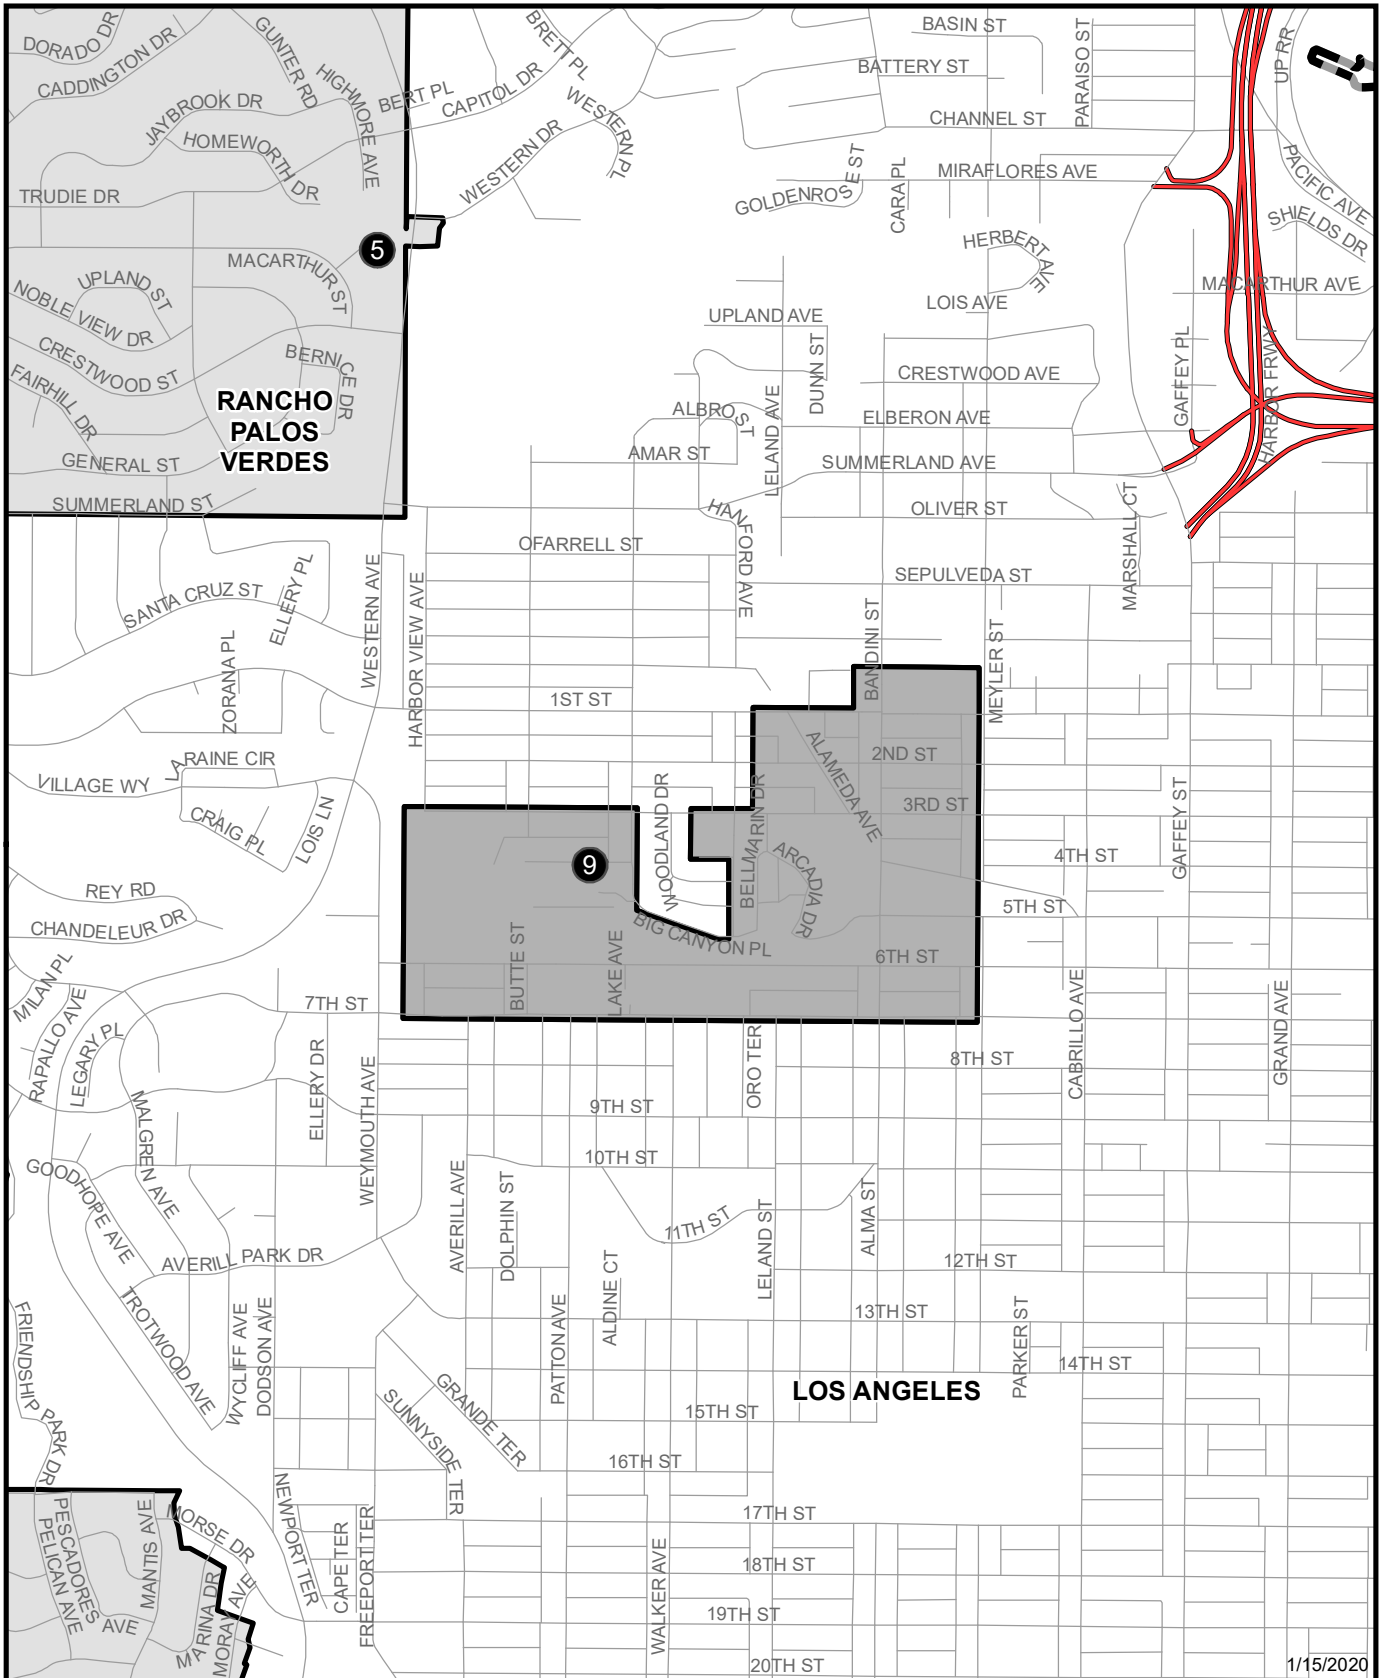 DORADO DR
CADDINGTON DR
GUNTER RD
HIGHMORE AVE
BERT PL
CAPITOL DR
BRETT PL
WESTERN PL
WESTERN DR
JAYBROOK DR
HOMEWORTH DR
TRUDIE DR
BASIN ST
BATTERY ST
PARAISO ST
CHANNEL ST
UP RR
PACIFIC AVE
SHIELDS DR
MIRAFLORES AVE
GOLDENROSE ST
CARA PL
HERBERT AVE
LOIS AVE
MACARTHUR AVE
5
MACARTHUR ST
UPLAND ST
NOBLE VIEW DR
CRESTWOOD ST
FAIRHILL DR
BERNICE DR
RANCHO
PALOS
VERDES
GENERAL ST
SUMMERLAND ST
UPLAND AVE
DUNN ST
LELAND AVE
CRESTWOOD AVE
ELBERON AVE
ALBRO ST
AMAR ST
SUMMERLAND AVE
OLIVER ST
GAFFEY PL
HARBOR FRWY
HANFORD AVE
MARSHALL CT
OFARRELL ST
SEPULVEDA ST
SANTA CRUZ ST
ELLERY PL
WESTERN AVE
HARBOR VIEW AVE
ZORANA PL
BANDINI ST
MEYLER ST
1ST ST
2ND ST
ALAMEDA AVE
3RD ST
LARAINE CIR
VILLAGE WY
CRAIG PL
LOIS LN
WOODLAND DR
BELLMARIN DR
ARCADIA DR
9
4TH ST
GAFFEY ST
REY RD
CHANDELEUR DR
5TH ST
BIG CANYON PL
6TH ST
BUTTE ST
LAKE AVE
MILAN PL
RAPALLO AVE
LEGARY PL
7TH ST
CABRILLO AVE
GRAND AVE
8TH ST
ORO TER
ELLERY DR
WEYMOUTH AVE
9TH ST
MALGREN AVE
10TH ST
GOODHOPE AVE
AVERILL AVE
DOLPHIN ST
11TH ST
LELAND ST
ALMA ST
AVERILL PARK DR
12TH ST
ALDINE CT
13TH ST
TROTWOOD AVE
WYCLIFF AVE
DODSON AVE
PATTON AVE
PARKER ST
14TH ST
FRIENDSHIP PARK DR
LOS ANGELES
GRANDE TER
SUNNYSIDE TER
15TH ST
16TH ST
17TH ST
NEWPORT TER
CAPE TER
FREEPORT TER
MORSE DR
PESCADORES AVE
PELICAN AVE
MANTIS AVE
MARINA DR
MORAY AVE
18TH ST
WALKER AVE
19TH ST
20TH ST
1/15/2020